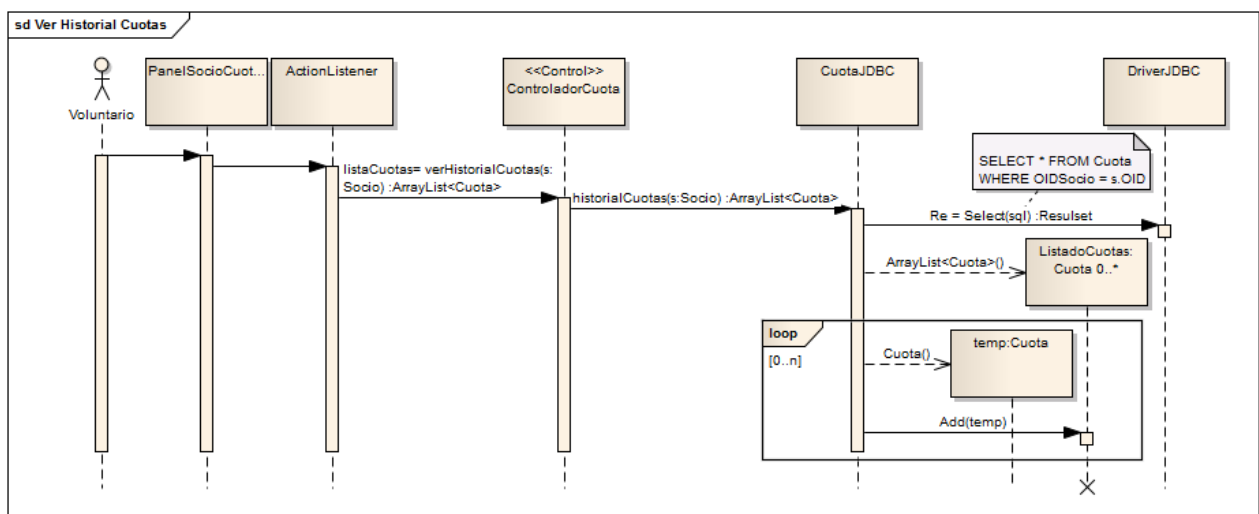 sd Ver Historial Cuotas
Voluntario
PanelSocioCuot...
ActionListener
<<Control>>
ControladorCuota
CuotaJDBC
DriverJDBC
SELECT * FROM Cuota
WHERE OIDSocio = s.OID
listaCuotas= verHistorialCuotas(s:
Socio) :ArrayList<Cuota>
historialCuotas(s:Socio) :ArrayList<Cuota>
Re = Select(sql) :Resulset
ArrayList<Cuota>()
ListadoCuotas:
Cuota 0..*
loop
[0..n]
Cuota()
temp:Cuota
Add(temp)